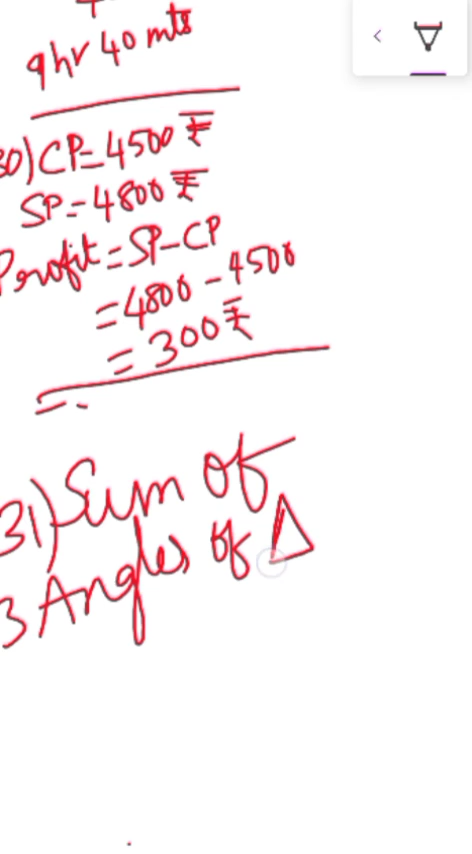 9hr 40 mts
30) CP=4500 ₹
SP=4800 ₹
Profit = SP-CP
= 4800 - 4500
= 300 ₹
31) Sum of
3 Angles of Δ